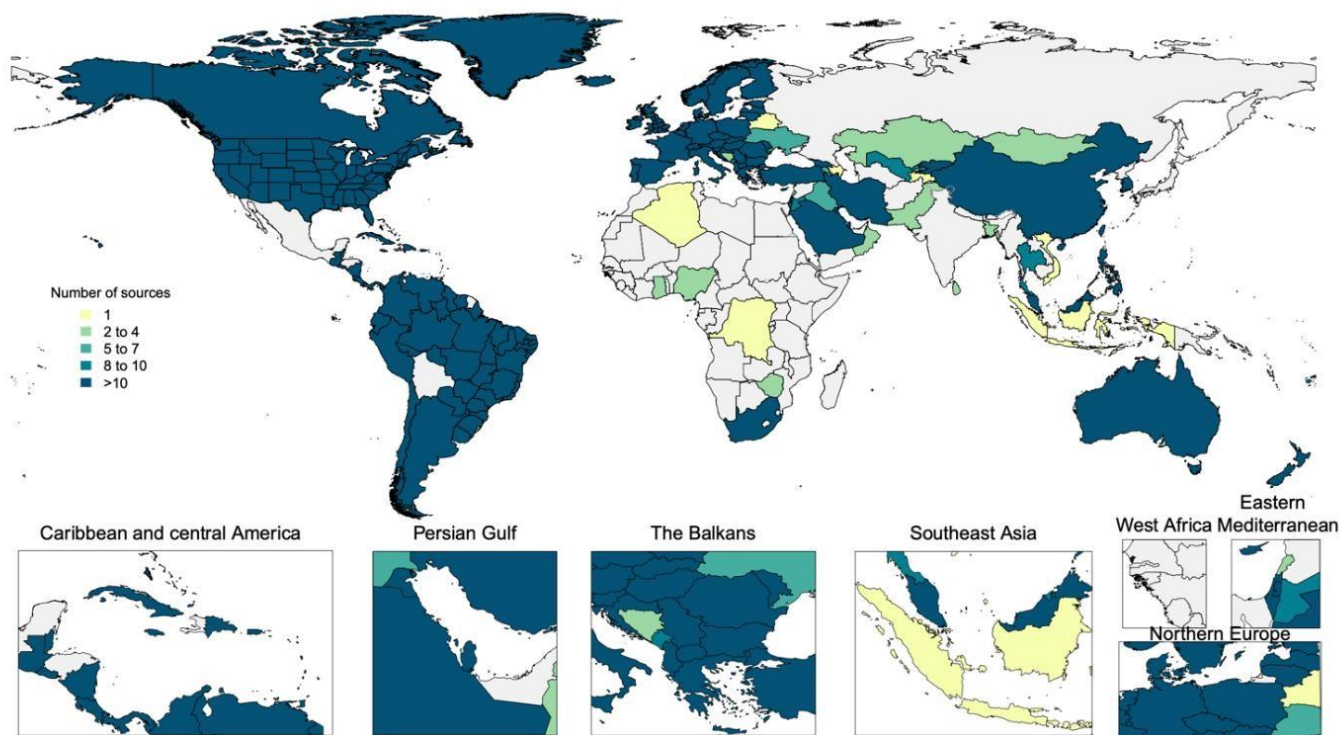 Number of sources
1
2 to 4
5 to 7
8 to 10
>10
Caribbean and central America
Persian Gulf
The Balkans
Southeast Asia
West Africa
Eastern
Mediterranean
Northern Europe